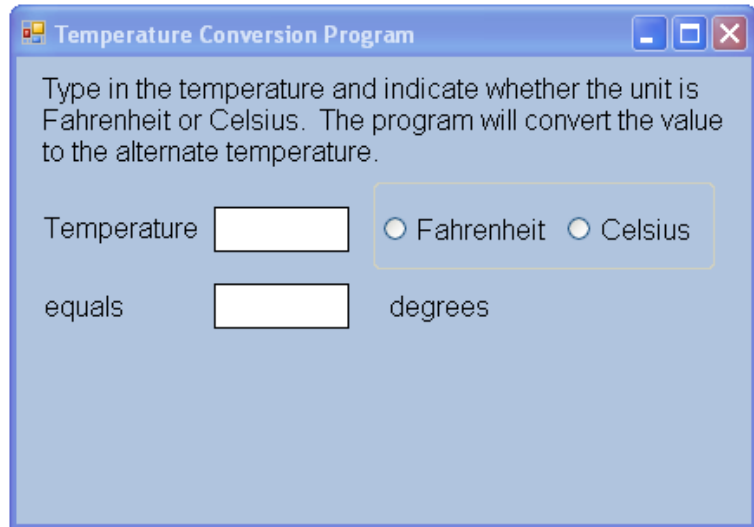 Temperature Conversion Program
Type in the temperature and indicate whether the unit is
Fahrenheit or Celsius. The program will convert the value
to the alternate temperature.
Temperature Fahrenheit Celsius
equals degrees